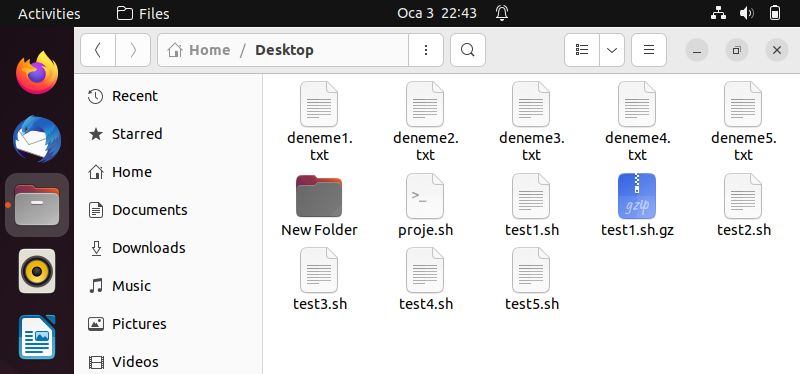 Activities Files Oca 3 22:43
Home / Desktop
Recent
Starred
Home
Documents
Downloads
Music
Pictures
Videos
deneme1.
txt
deneme2.
txt
deneme3.
txt
deneme4.
txt
deneme5.
txt
New Folder
>_
proje.sh
test1.sh
gzip
test1.sh.gz
test2.sh
test3.sh
test4.sh
test5.sh